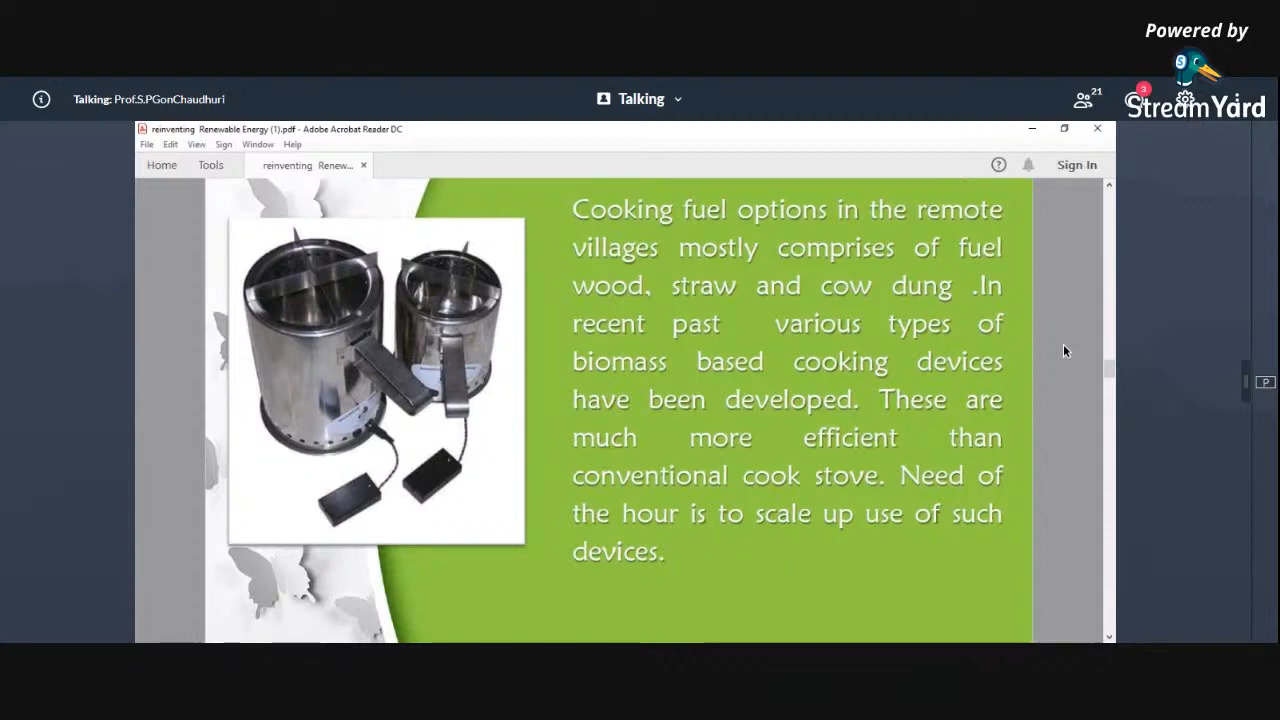 Powered by
StreamYard
Talking: Prof.S.PGonChaudhuri
Talking
21
3
reinventing Renewable Energy (1).pdf - Adobe Acrobat Reader DC
File Edit View Sign Window Help
Home Tools reinventing Renew... × Sign In
Cooking fuel options in the remote
villages mostly comprises of fuel
wood, straw and cow dung .In
recent past various types of
biomass based cooking devices
have been developed. These are
much more efficient than
conventional cook stove. Need of
the hour is to scale up use of such
devices.
P